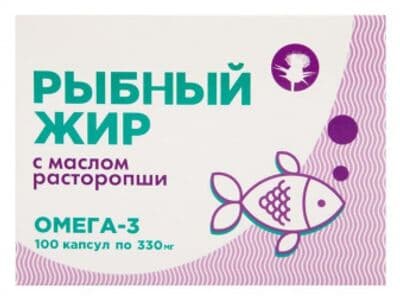 РЫБНЫЙ
ЖИР
с маслом
расторопши
ОМЕГА-3
100 капсул по 330мг